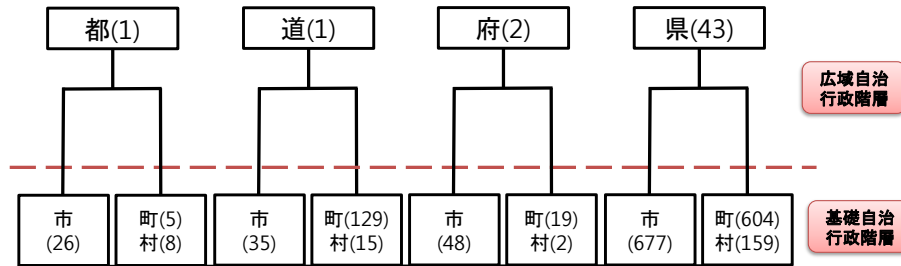 都(1)
道(1)
府(2)
県(43)
広域自治
行政階層
市
(26)
町(5)
村(8)
市
(35)
町(129)
村(15)
市
(48)
町(19)
村(2)
市
(677)
町(604)
村(159)
基礎自治
行政階層